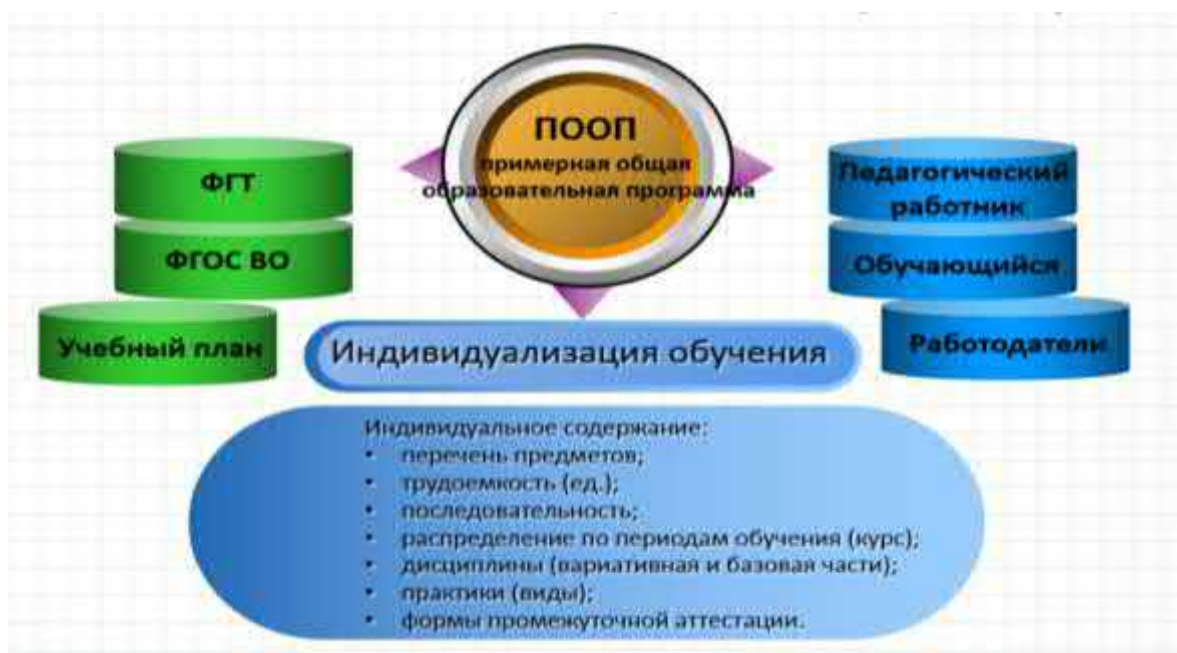 ПООП
примерная общая
образовательная программа
ФГТ
ФГОС ВО
Учебный план
Педагогический
работник
Обучающийся
Работодатели
Индивидуализация обучения
Индивидуальное содержание:
• перечень предметов;
• трудоемкость (ед.);
• последовательность;
• распределение по периодам обучения (курс);
• дисциплины (вариативная и базовая части);
• практики (виды);
• формы промежуточной аттестации.